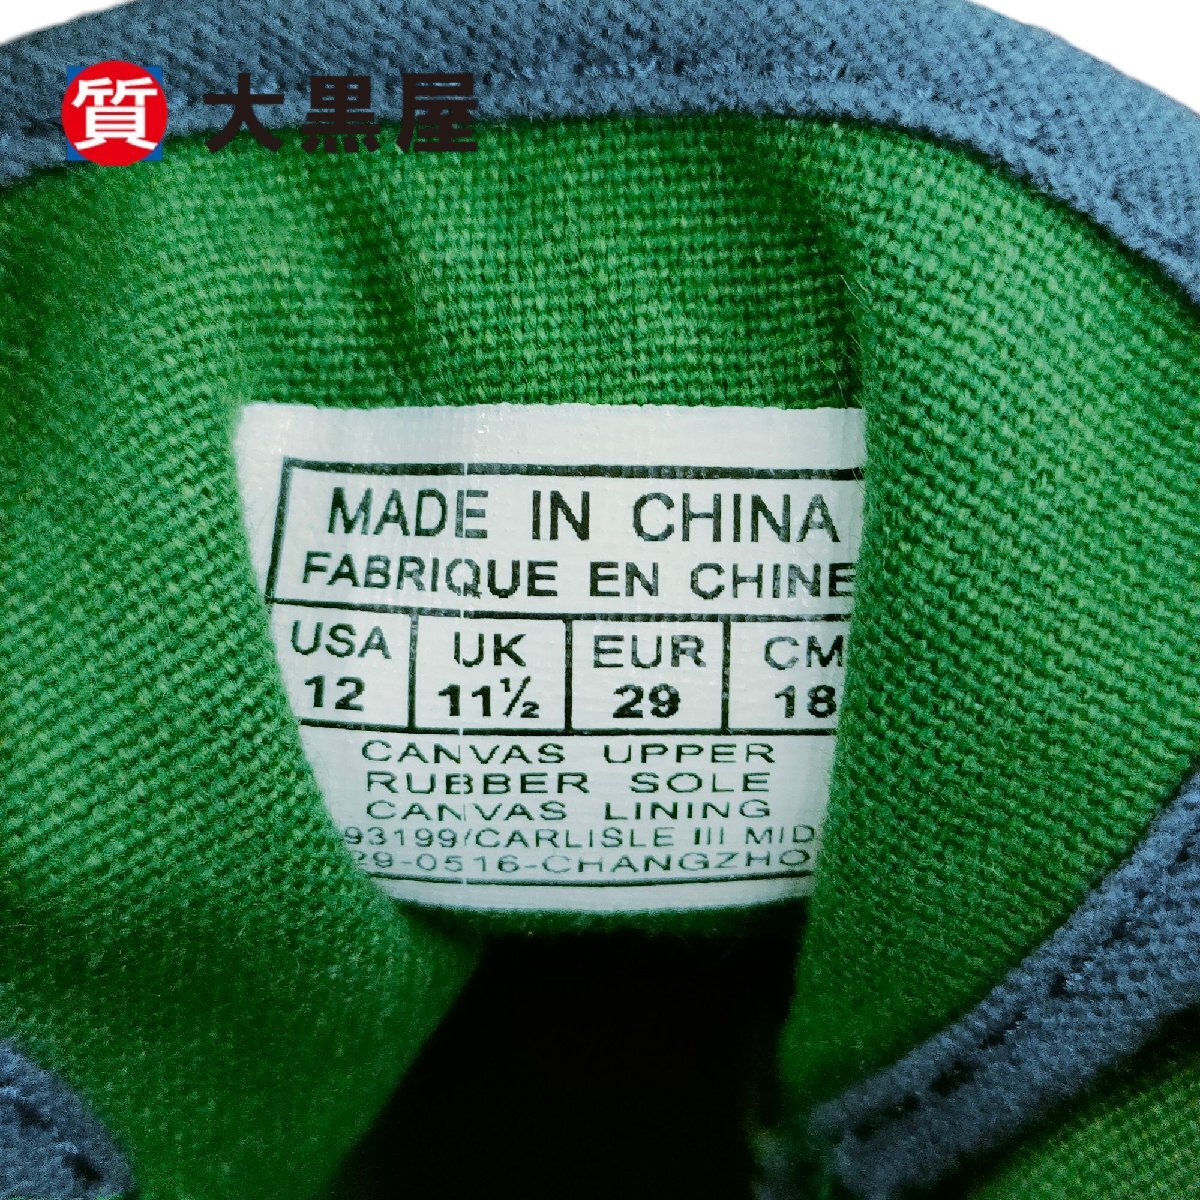 質 大黒屋
MADE IN CHINA
FABRIQUE EN CHINE
USA UK EUR CM
12 11½ 29 18
CANVAS UPPER
RUBBER SOLE
CANVAS LINING
93199/CARLISLE III MID
29-0516-CHANGZHO